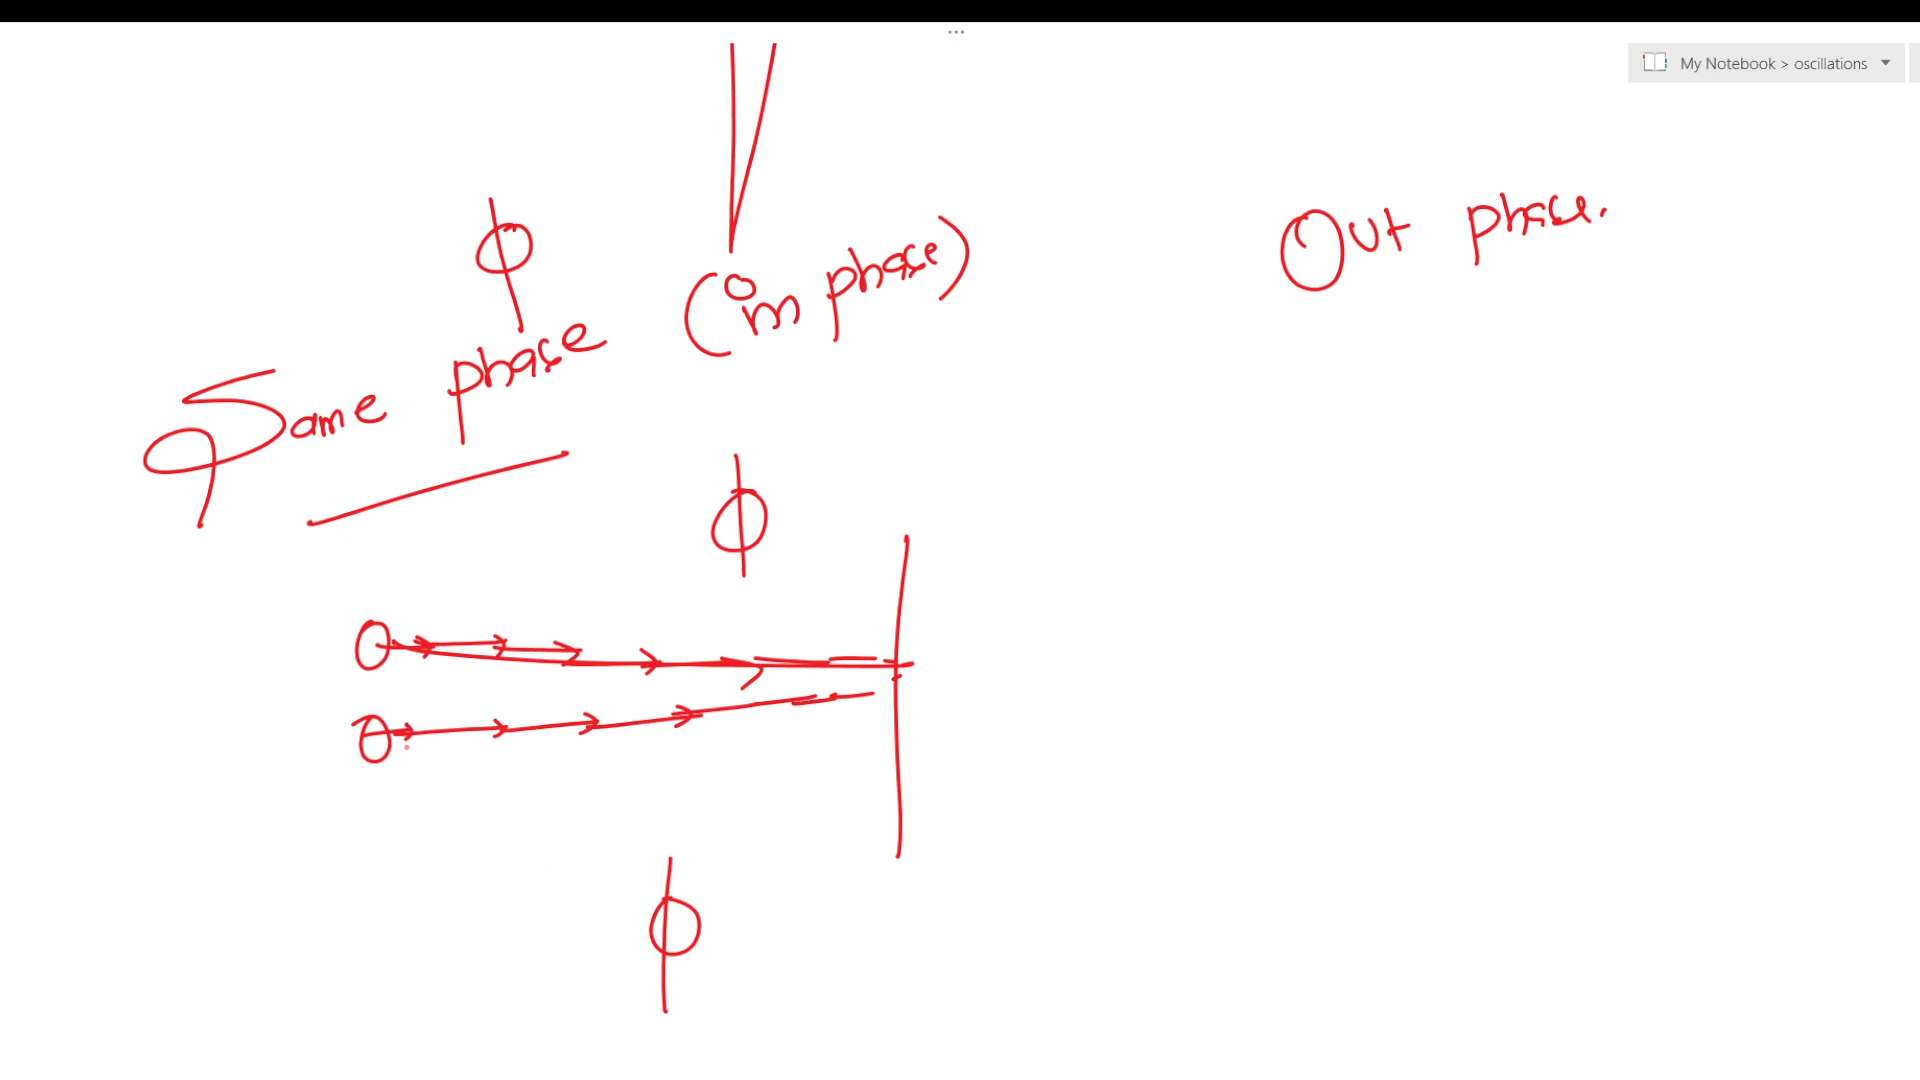 ...
My Notebook > oscillations
ϕ
Same phase (in phase)
Out phase.
ϕ
ϕ